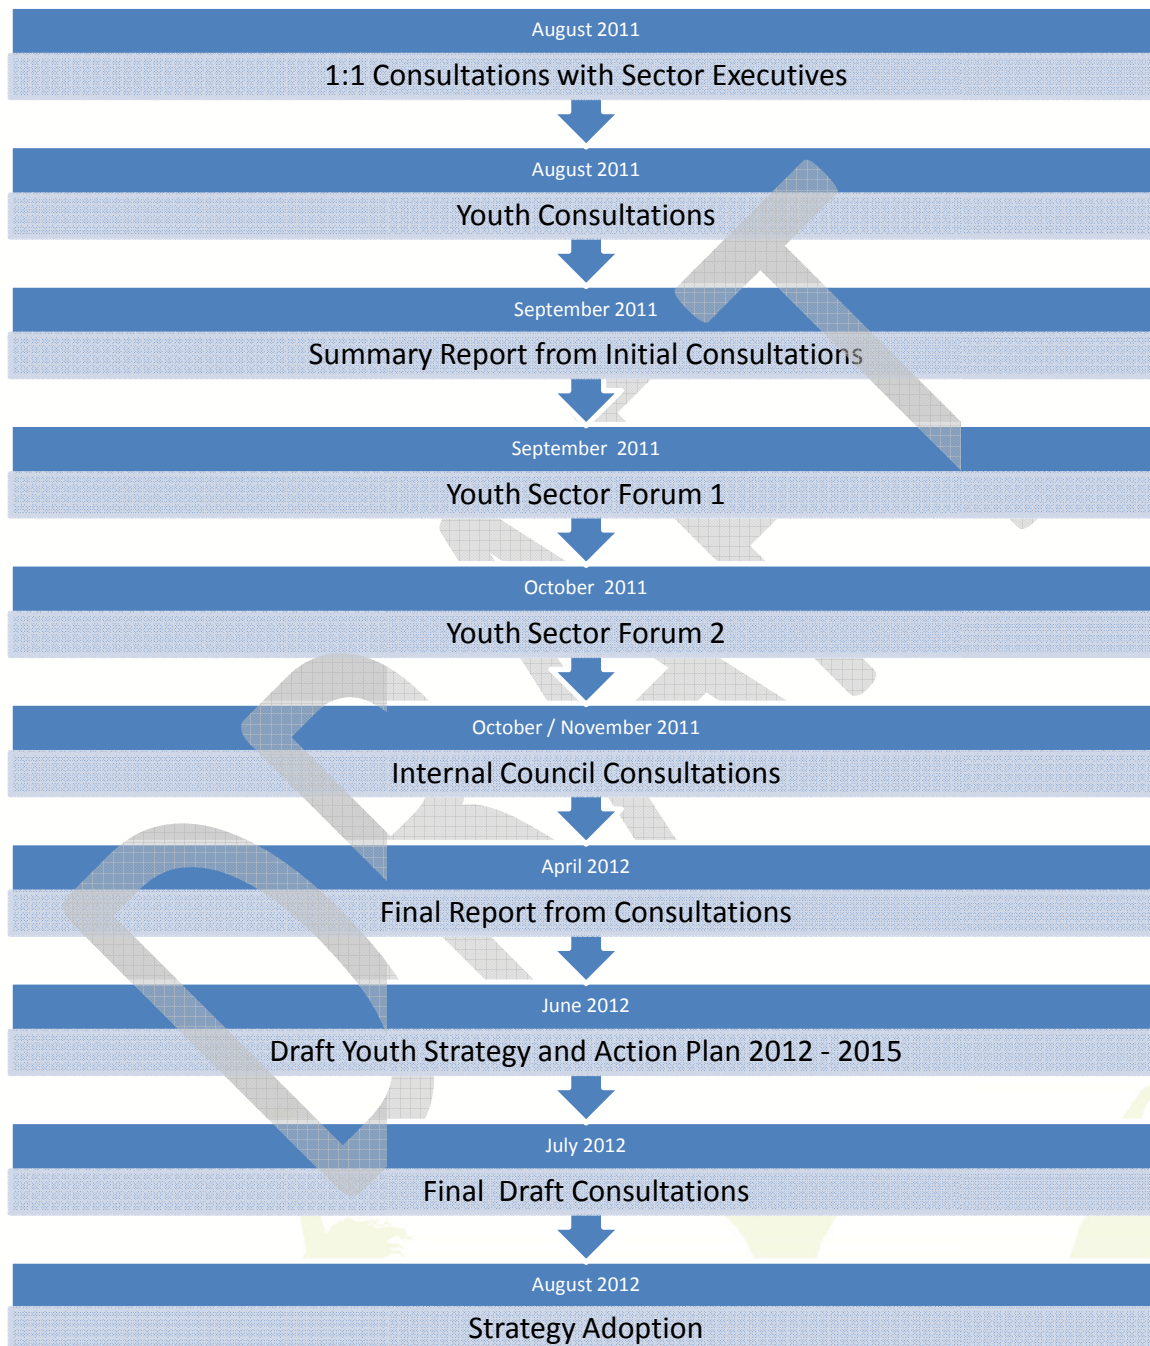 August 2011
1:1 Consultations with Sector Executives
August 2011
Youth Consultations
September 2011
Summary Report from Initial Consultations
September  2011
Youth Sector Forum 1
October  2011
Youth Sector Forum 2
October / November 2011
Internal Council Consultations
April 2012
Final Report from Consultations
June 2012
Draft Youth Strategy and Action Plan 2012 - 2015
July 2012
Final  Draft Consultations
August 2012
Strategy Adoption
DRAFT